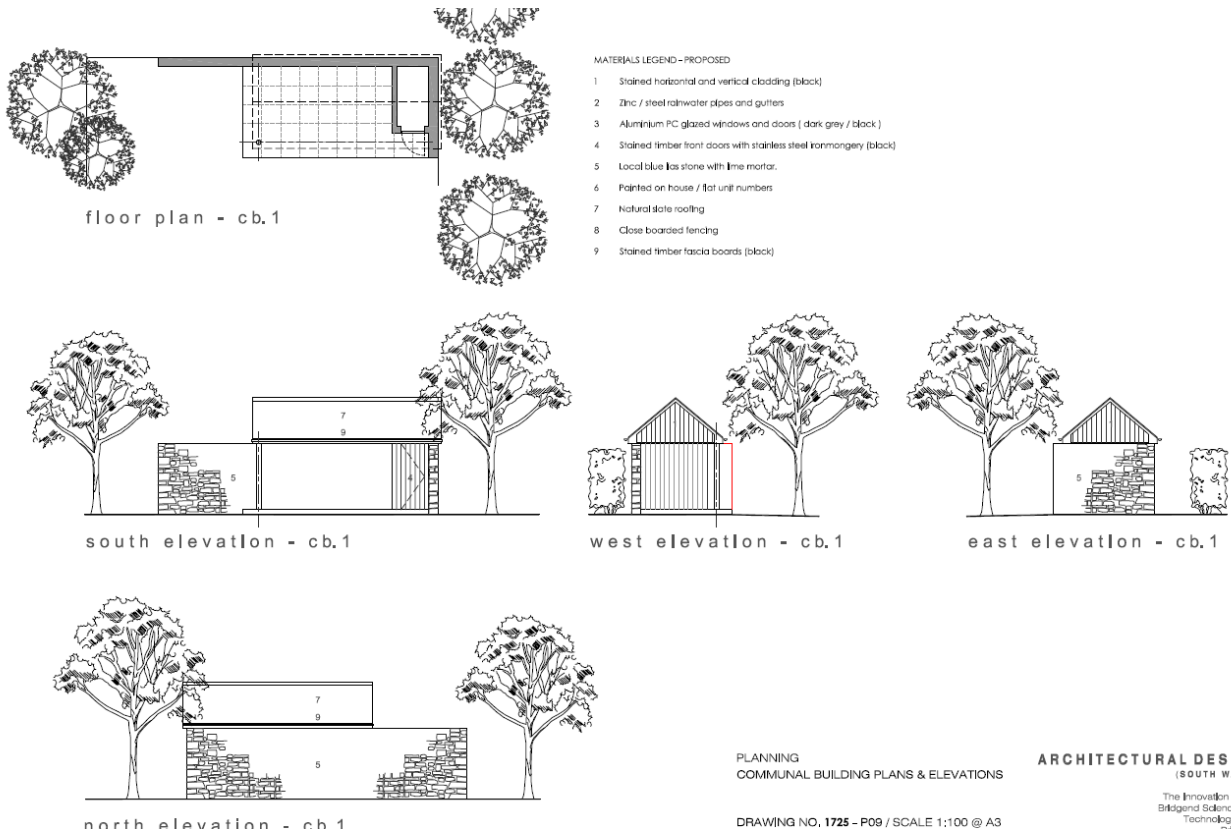 MATERIALS LEGEND - PROPOSED
1 Stained horizontal and vertical cladding (black)
2 Zinc / steel rainwater pipes and gutters
3 Aluminium PC glazed windows and doors ( dark grey / black )
4 Stained timber front doors with stainless steel ironmongery (black)
5 Local blue lias stone with lime mortar.
6 Painted on house / flat unit numbers
7 Natural slate roofing
8 Close boarded fencing
9 Stained timber fascia boards (black)
floor plan - cb.1
7
9
5
4
south elevation - cb.1
west elevation - cb.1
5
east elevation - cb.1
7
9
5
north elevation - cb.1
PLANNING
COMMUNAL BUILDING PLANS & ELEVATIONS
DRAWING NO. 1725 - P09 / SCALE 1:100 @ A3
ARCHITECTURAL DES
(SOUTH W
The Innovation
Bridgend Scienc
Technolog